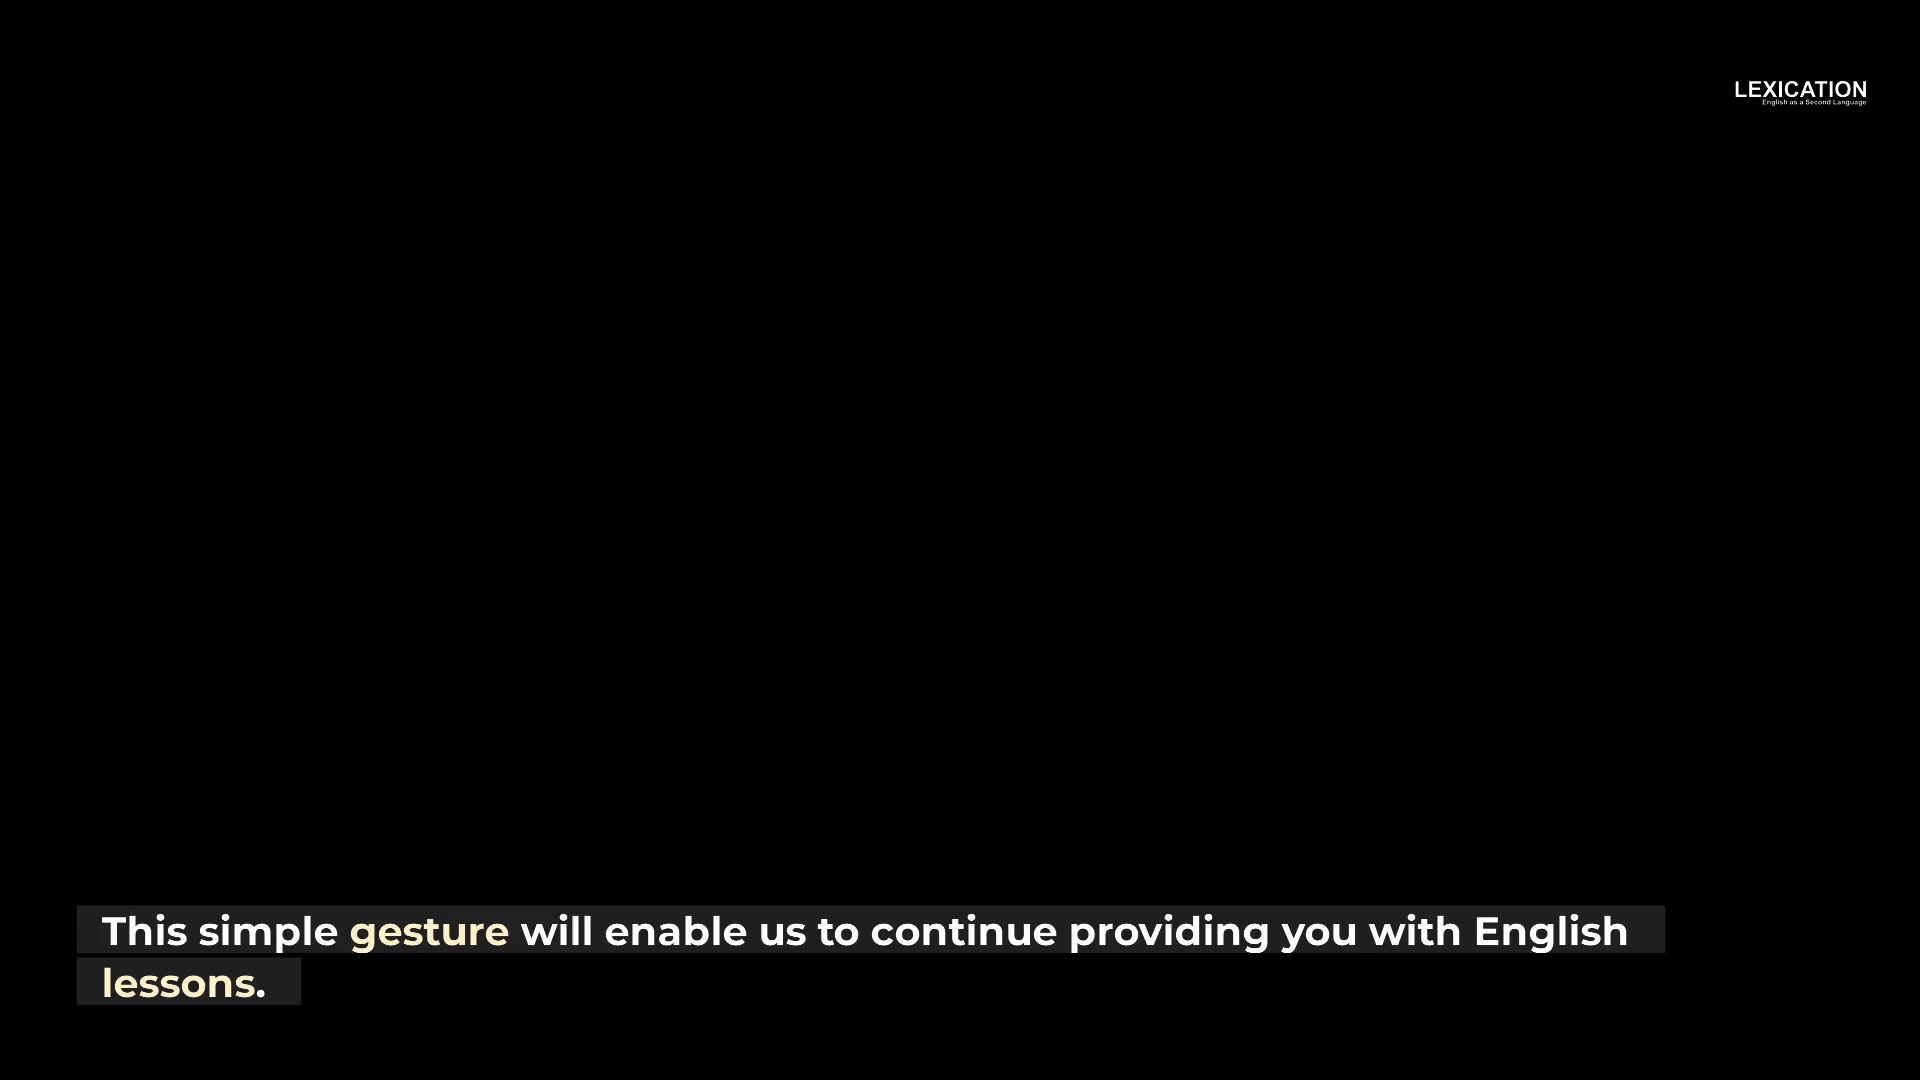 LEXICATION
English as a Second Language
This simple gesture will enable us to continue providing you with English
lessons.